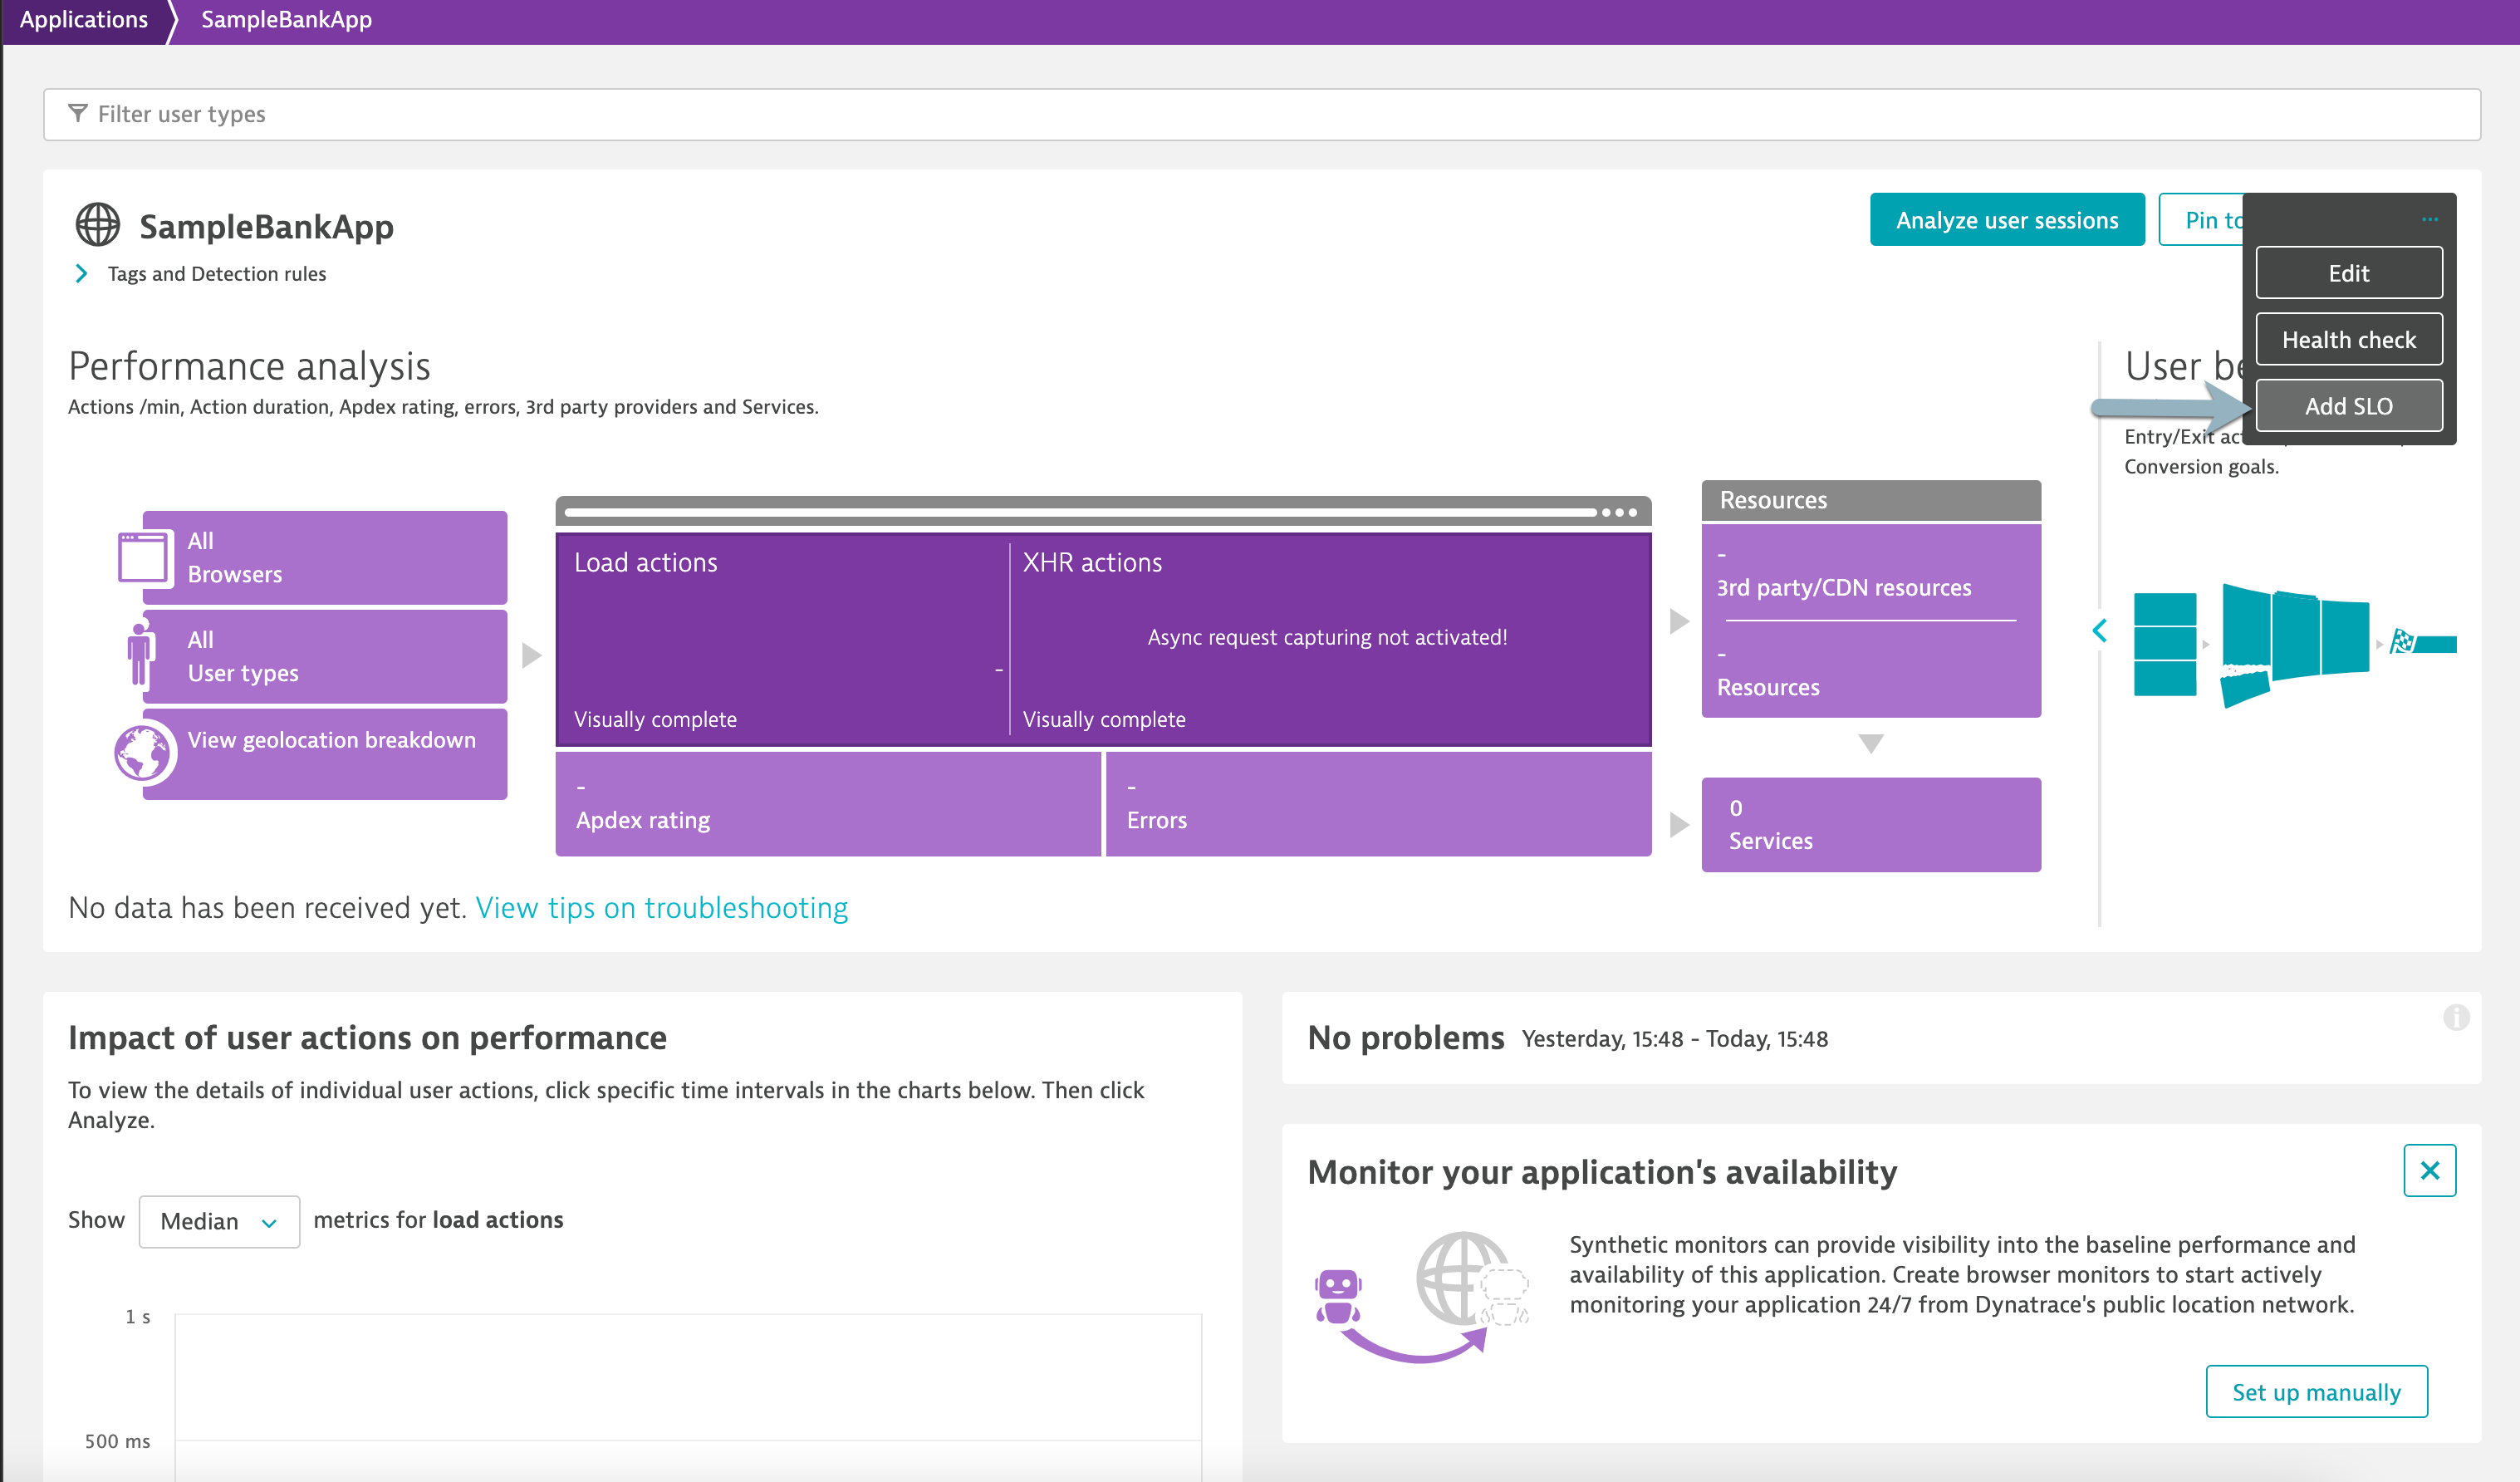 Applications
SampleBankApp
Filter user types
SampleBankApp
Tags and Detection rules
Analyze user sessions
Pin to
...
Edit
Health check
Add SLO
Performance analysis
Actions /min, Action duration, Apdex rating, errors, 3rd party providers and Services.
User
Entry/Exit
Conversion goals.
All
Browsers
All
User types
View geolocation breakdown
Load actions
-
Visually complete
XHR actions
Async request capturing not activated!
Visually complete
-
Apdex rating
-
Errors
Resources
-
3rd party/CDN resources
-
Resources
0
Services
No data has been received yet. View tips on troubleshooting
Impact of user actions on performance
To view the details of individual user actions, click specific time intervals in the charts below. Then click
Analyze.
Show Median metrics for load actions
1 s
500 ms
No problems Yesterday, 15:48 - Today, 15:48
Monitor your application's availability
Synthetic monitors can provide visibility into the baseline performance and
availability of this application. Create browser monitors to start actively
monitoring your application 24/7 from Dynatrace's public location network.
Set up manually